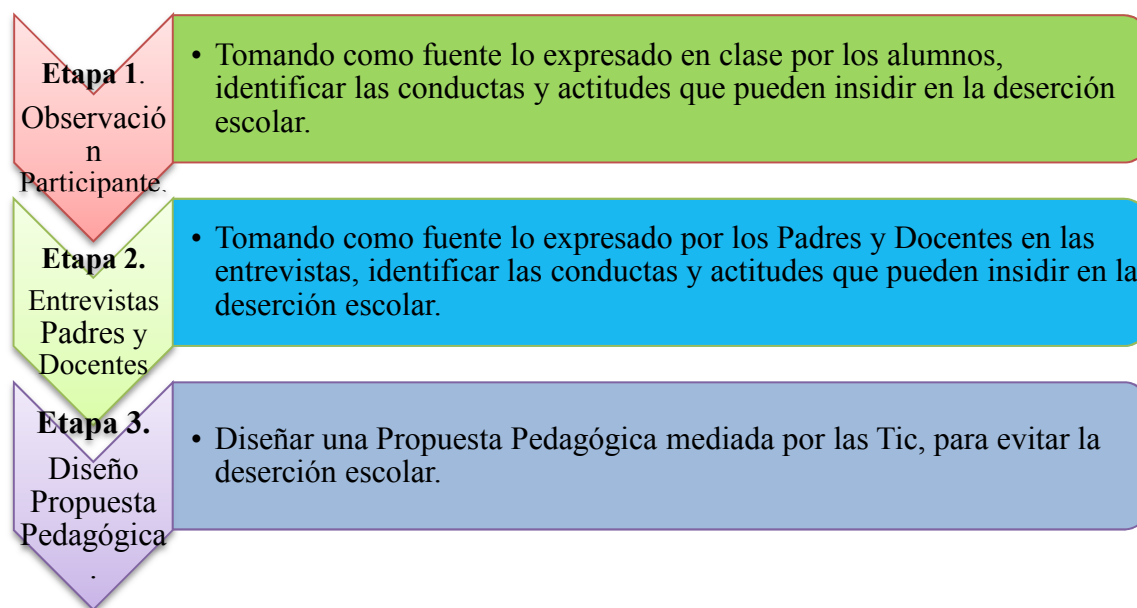 Etapa 1.
Observació
n
Participante.
• Tomando como fuente lo expresado en clase por los alumnos,
identificar las conductas y actitudes que pueden insidir en la deserción
escolar.
Etapa 2.
Entrevistas
Padres y
Docentes
• Tomando como fuente lo expresado por los Padres y Docentes en las
entrevistas, identificar las conductas y actitudes que pueden insidir en la
deserción escolar.
Etapa 3.
Diseño
Propuesta
Pedagógica
.
• Diseñar una Propuesta Pedagógica mediada por las Tic, para evitar la
deserción escolar.